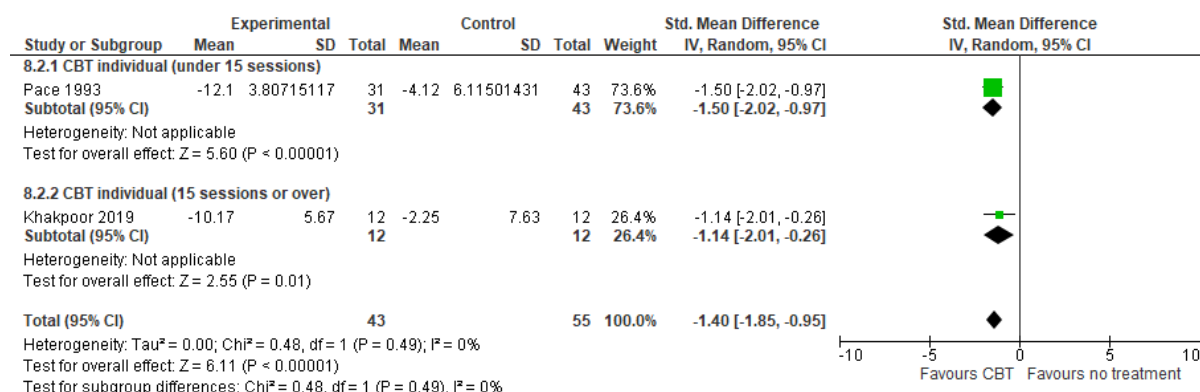 Experimental Control Std. Mean Difference Std. Mean Difference
Study or Subgroup Mean SD Total Mean SD Total Weight IV, Random, 95% CI IV, Random, 95% CI
8.2.1 CBT individual (under 15 sessions)
Pace 1993 -12.1 3.80715117 31 -4.12 6.11501431 43 73.6% -1.50 [-2.02, -0.97]
Subtotal (95% CI) 31 43 73.6% -1.50 [-2.02, -0.97]
Heterogeneity: Not applicable
Test for overall effect: Z = 5.60 (P < 0.00001)
8.2.2 CBT individual (15 sessions or over)
Khakpoor 2019 -10.17 5.67 12 -2.25 7.63 12 26.4% -1.14 [-2.01, -0.26]
Subtotal (95% CI) 12 12 26.4% -1.14 [-2.01, -0.26]
Heterogeneity: Not applicable
Test for overall effect: Z = 2.55 (P = 0.01)
Total (95% CI) 43 55 100.0% -1.40 [-1.85, -0.95]
Heterogeneity: Tau² = 0.00; Chi² = 0.48, df = 1 (P = 0.49); I² = 0%
Test for overall effect: Z = 6.11 (P < 0.00001)
Test for subgroup differences: Chi² = 0.48, df = 1 (P = 0.49), I² = 0%
-10 -5 0 5 10
Favours CBT Favours no treatment